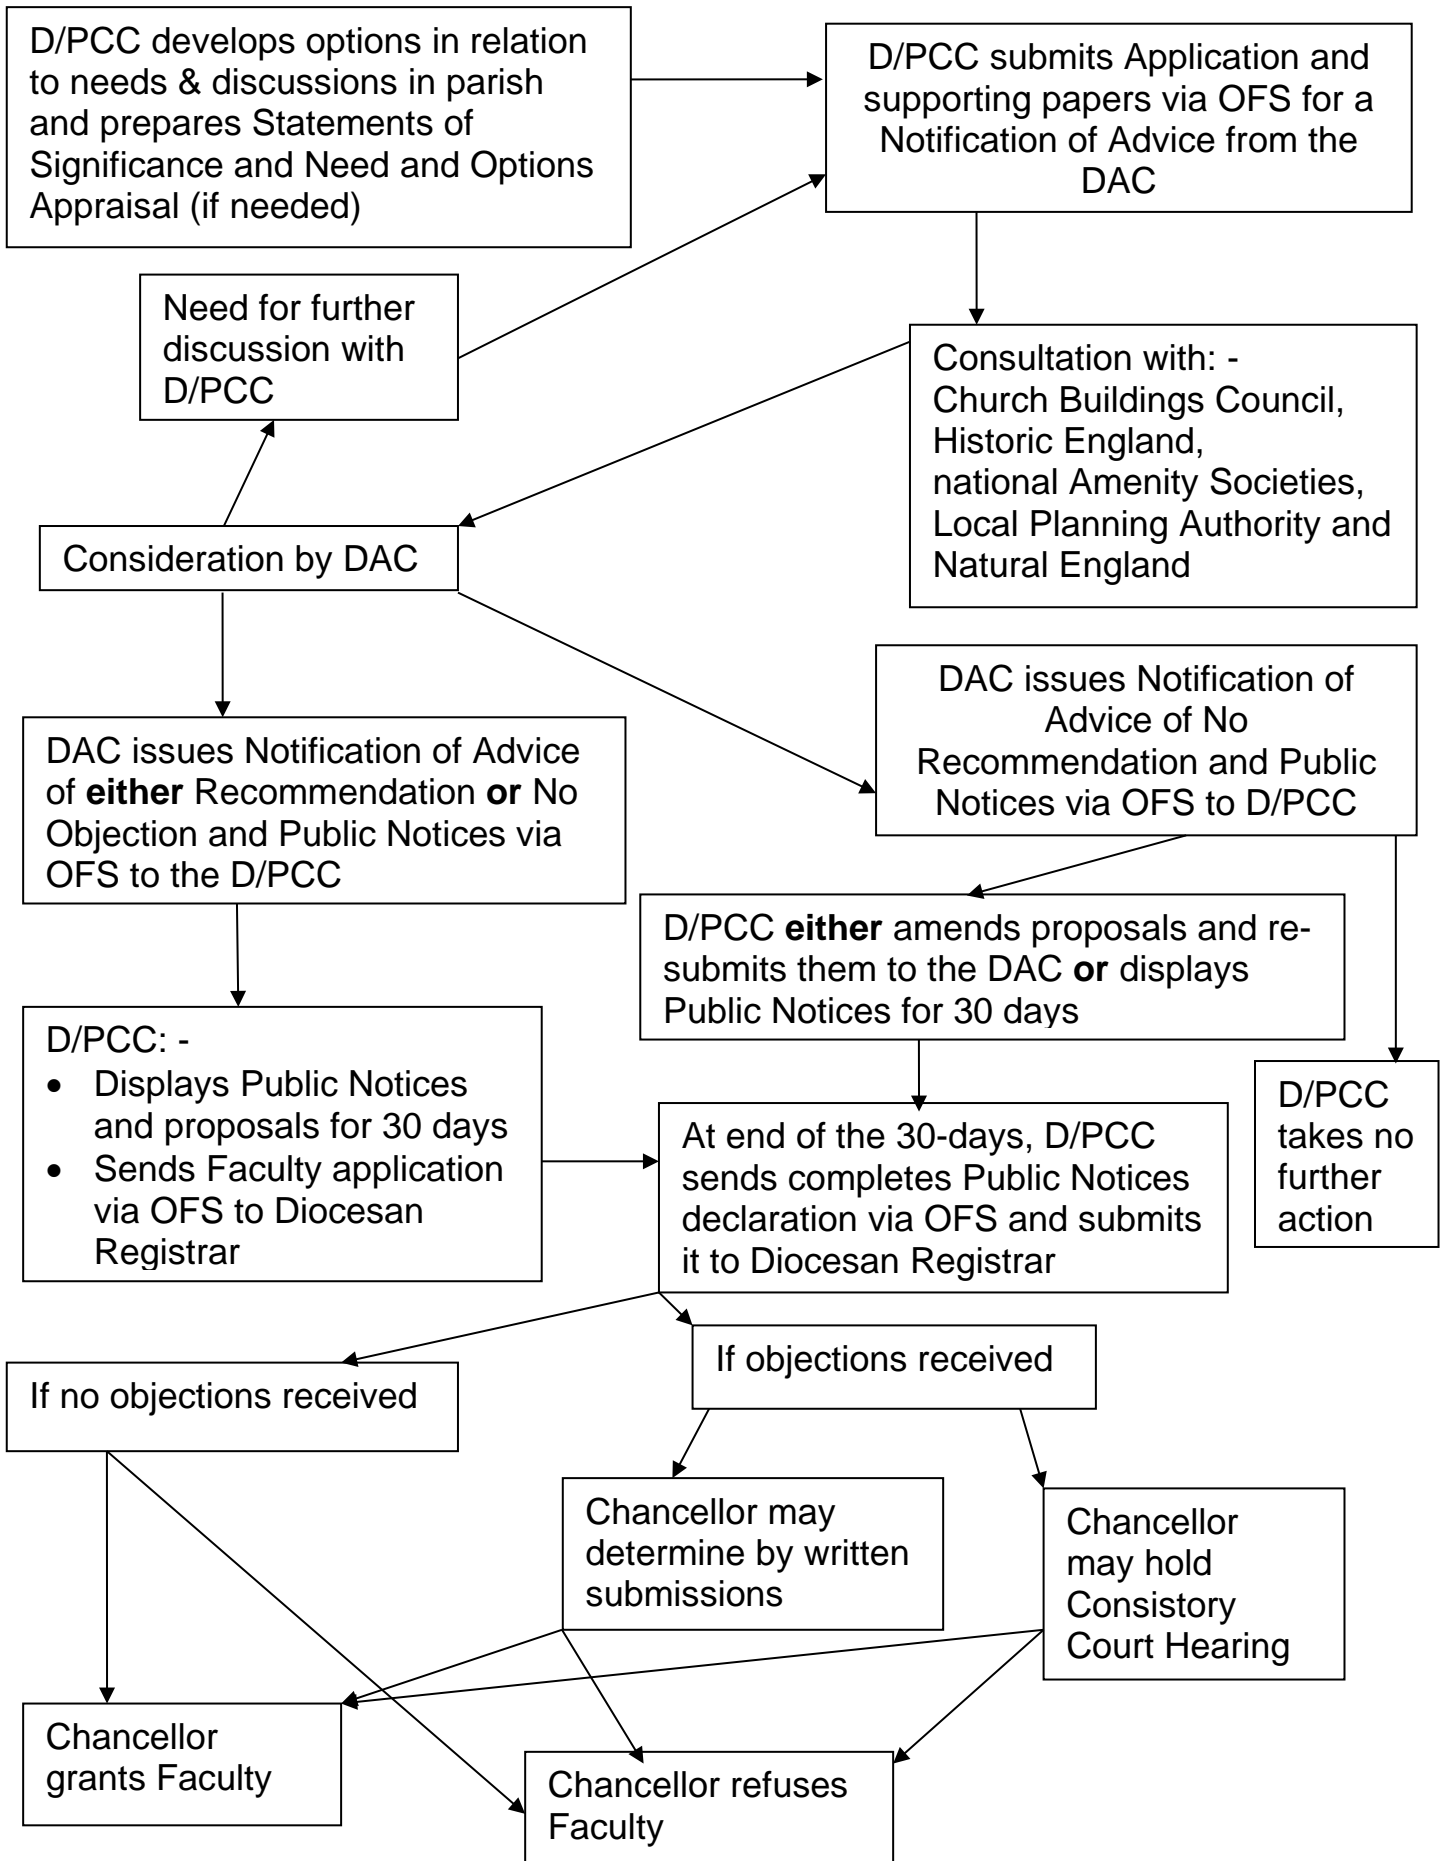 D/PCC develops options in relation
to needs & discussions in parish
and prepares Statements of
Significance and Need and Options
Appraisal (if needed)
D/PCC submits Application and
supporting papers via OFS for a
Notification of Advice from the
DAC
Need for further
discussion with
D/PCC
Consultation with: -
Church Buildings Council,
Historic England,
national Amenity Societies,
Local Planning Authority and
Natural England
Consideration by DAC
DAC issues Notification of
Advice of No
Recommendation and Public
Notices via OFS to D/PCC
DAC issues Notification of Advice
of either Recommendation or No
Objection and Public Notices via
OFS to the D/PCC
D/PCC either amends proposals and re-
submits them to the DAC or displays
Public Notices for 30 days
D/PCC: -
• Displays Public Notices
and proposals for 30 days
• Sends Faculty application
via OFS to Diocesan
Registrar
At end of the 30-days, D/PCC
sends completes Public Notices
declaration via OFS and submits
it to Diocesan Registrar
D/PCC
takes no
further
action
If no objections received
If objections received
Chancellor may
determine by written
submissions
Chancellor
may hold
Consistory
Court Hearing
Chancellor
grants Faculty
Chancellor refuses
Faculty